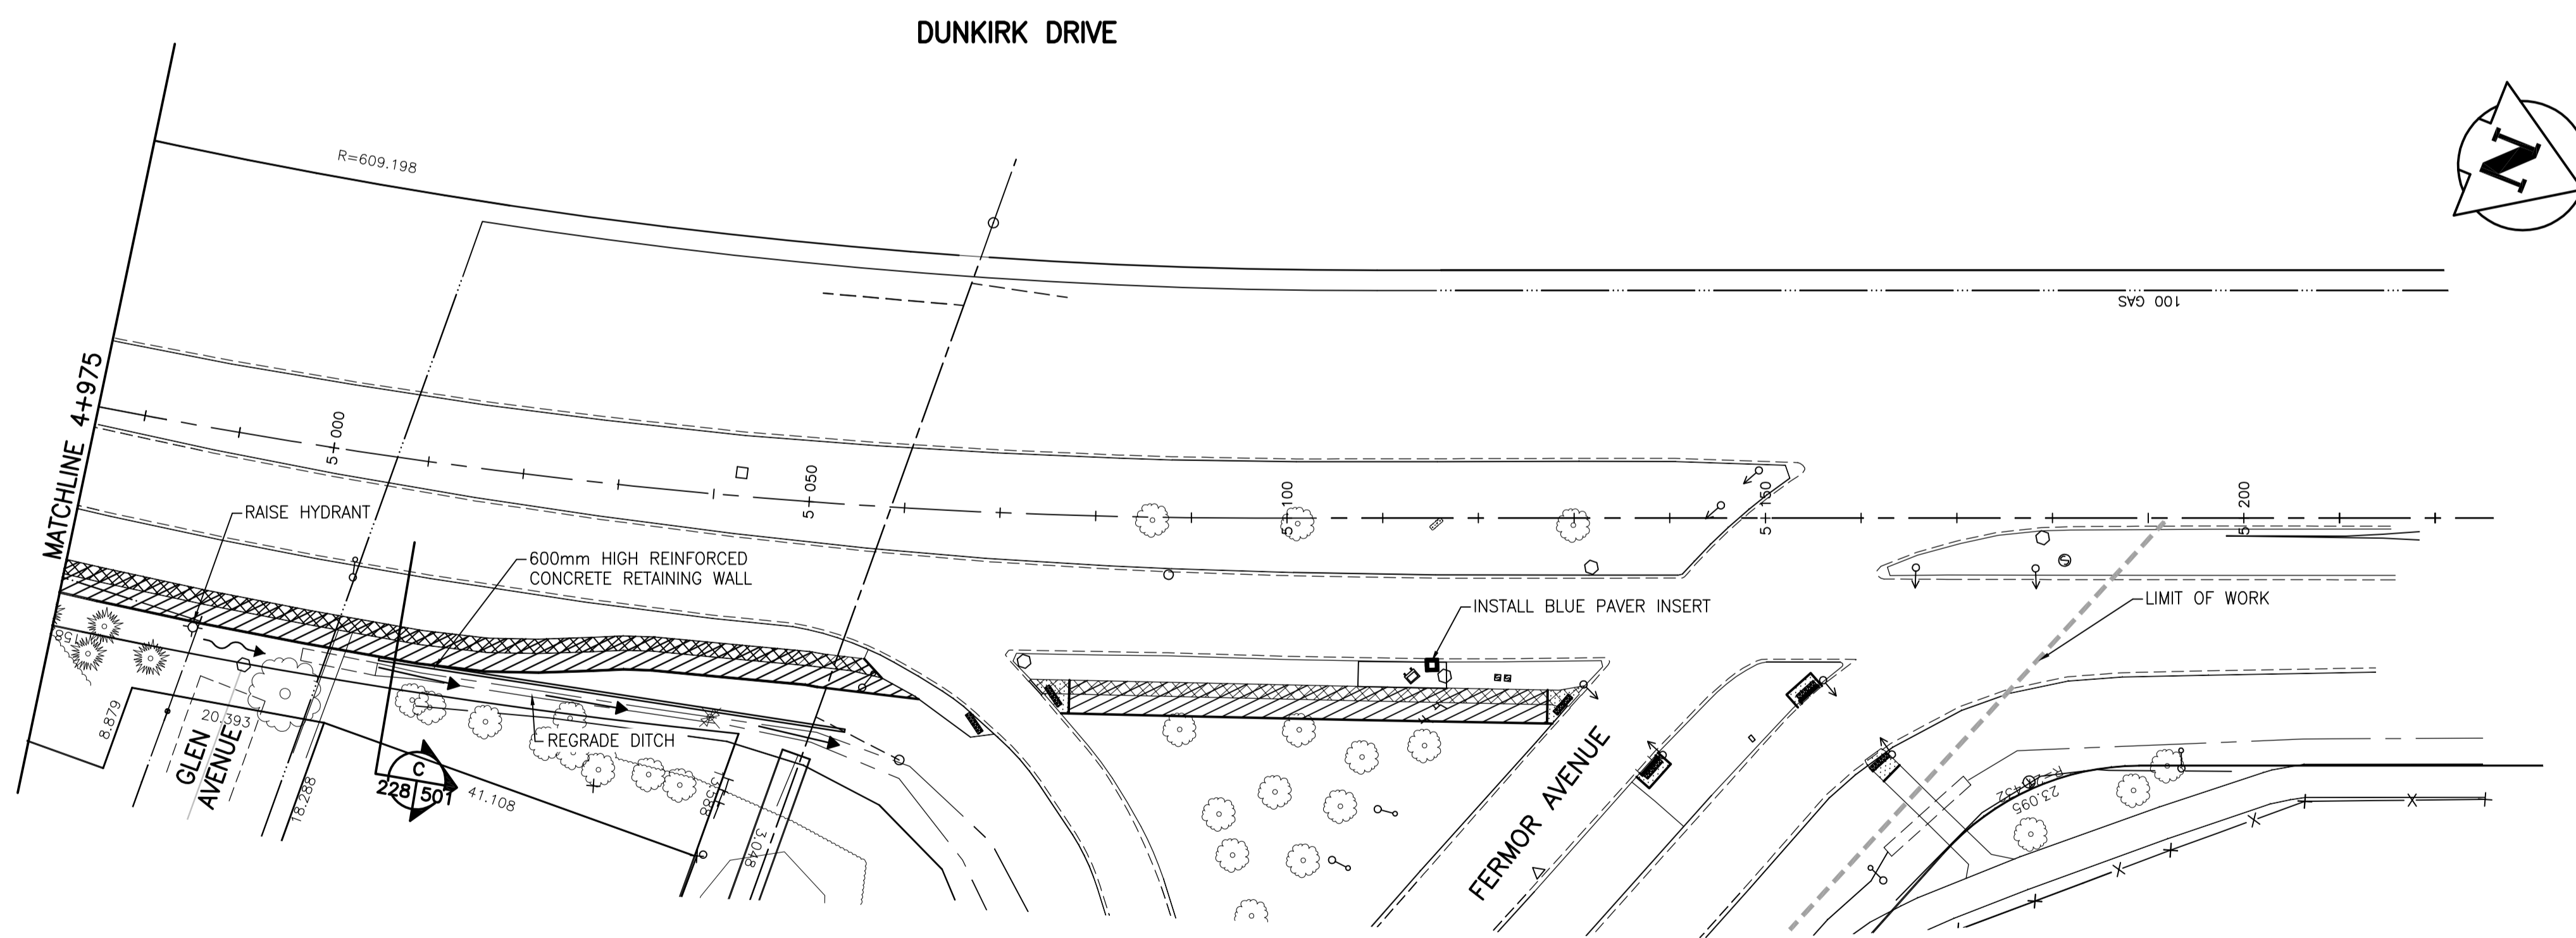 DUNKIRK DRIVE
N
R=609.198
100 GAS
MATCHLINE 4+975
5 000
5 050
5 100
5 150
5 200
RAISE HYDRANT
600mm HIGH REINFORCED
CONCRETE RETAINING WALL
INSTALL BLUE PAVER INSERT
LIMIT OF WORK
S
8.879
20.393
GLEN
AVENUE
18.288
REGRADE DITCH
C
228 501
41.108
3.048
FERMOR AVENUE
23.095